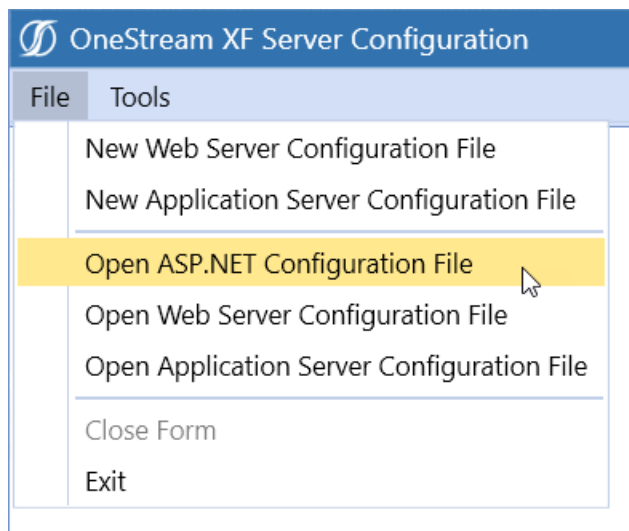 OneStream XF Server Configuration
File Tools
New Web Server Configuration File
New Application Server Configuration File
Open ASP.NET Configuration File
Open Web Server Configuration File
Open Application Server Configuration File
Close Form
Exit